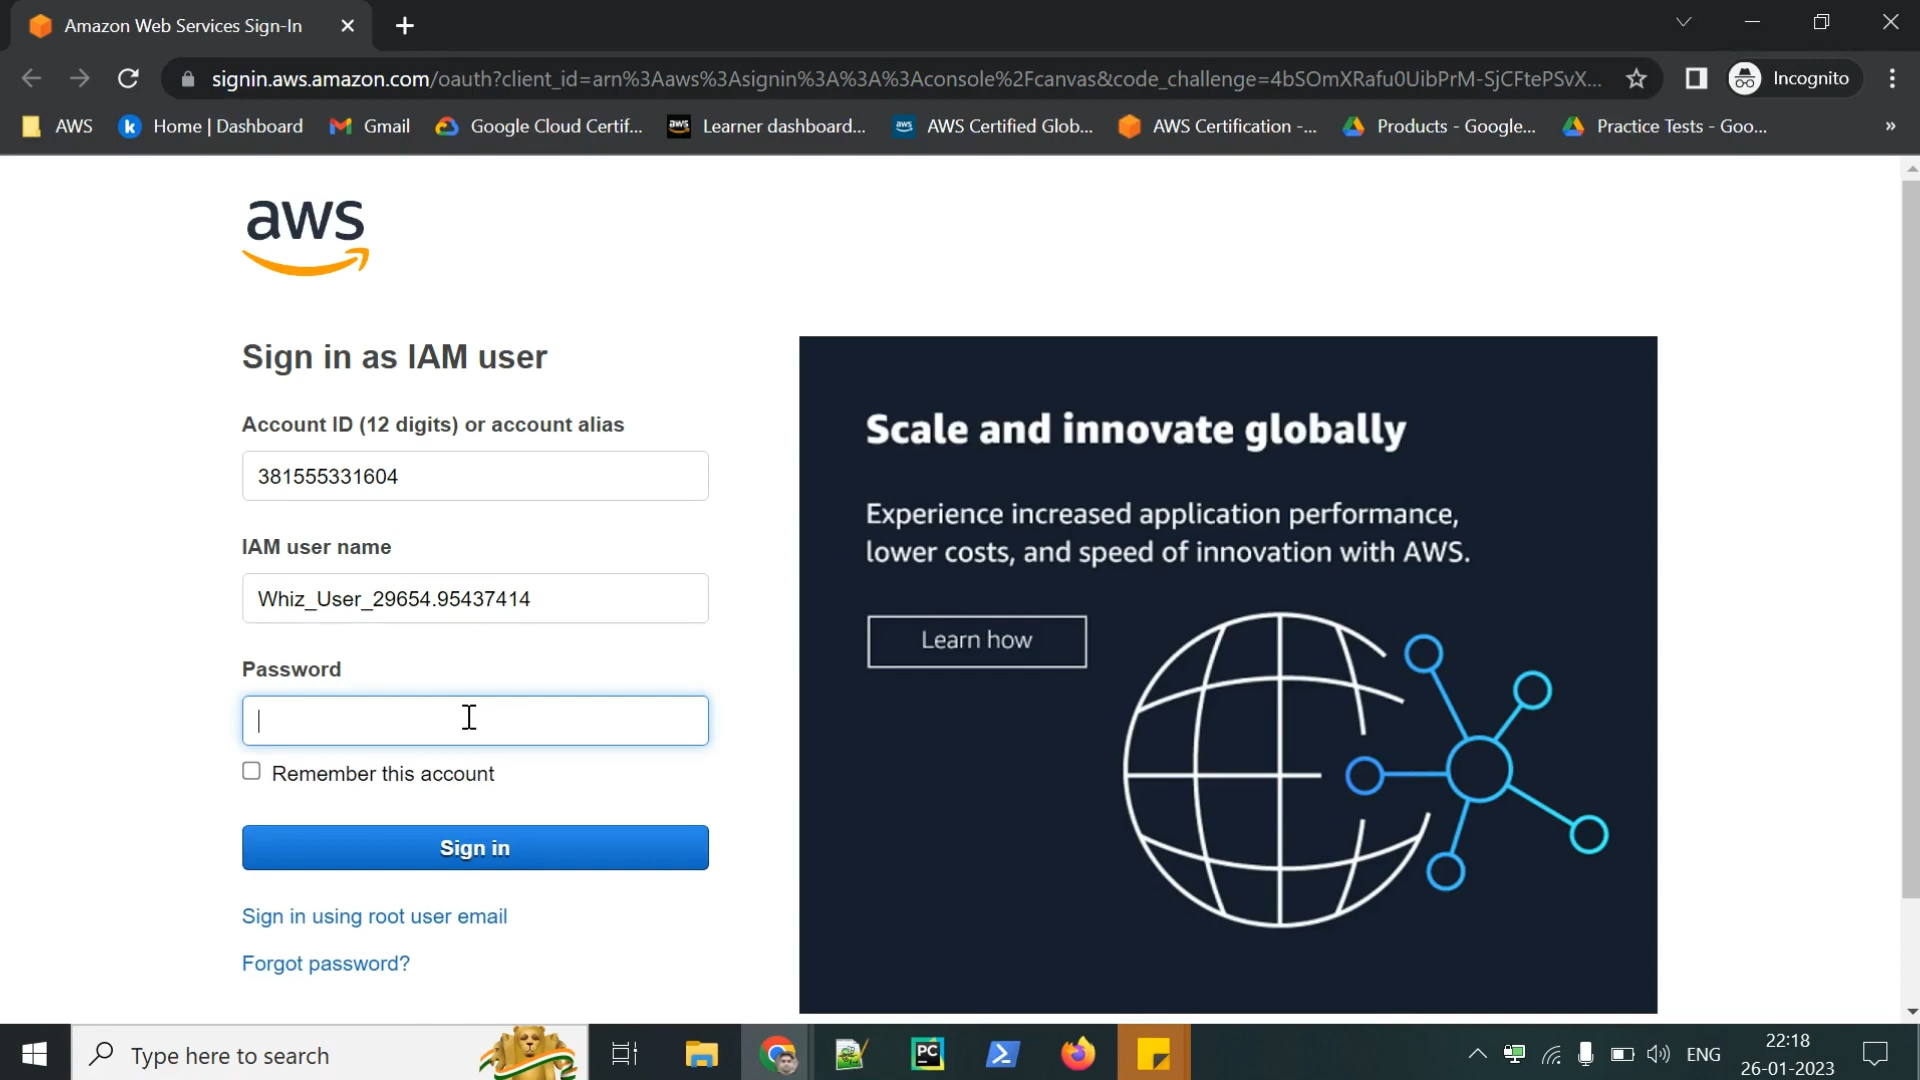 Amazon Web Services Sign-In
signin.aws.amazon.com/oauth?client_id=arn%3Aaws%3Asignin%3A%3A%3Aconsole%2Fcanvas&code_challenge=4bSOmXRafu0UibPrM-SjCFtePSvX...
Incognito
AWS
Home | Dashboard
Gmail
Google Cloud Certif...
aws
Learner dashboard...
aws
AWS Certified Glob...
AWS Certification -...
Products - Google...
Practice Tests - Goo...
»
aws
Sign in as IAM user
Account ID (12 digits) or account alias
381555331604
IAM user name
Whiz_User_29654.95437414
Password
Remember this account
Sign in
Sign in using root user email
Forgot password?
Scale and innovate globally
Experience increased application performance,
lower costs, and speed of innovation with AWS.
Learn how
Type here to search
PC
ENG
22:18
26-01-2023